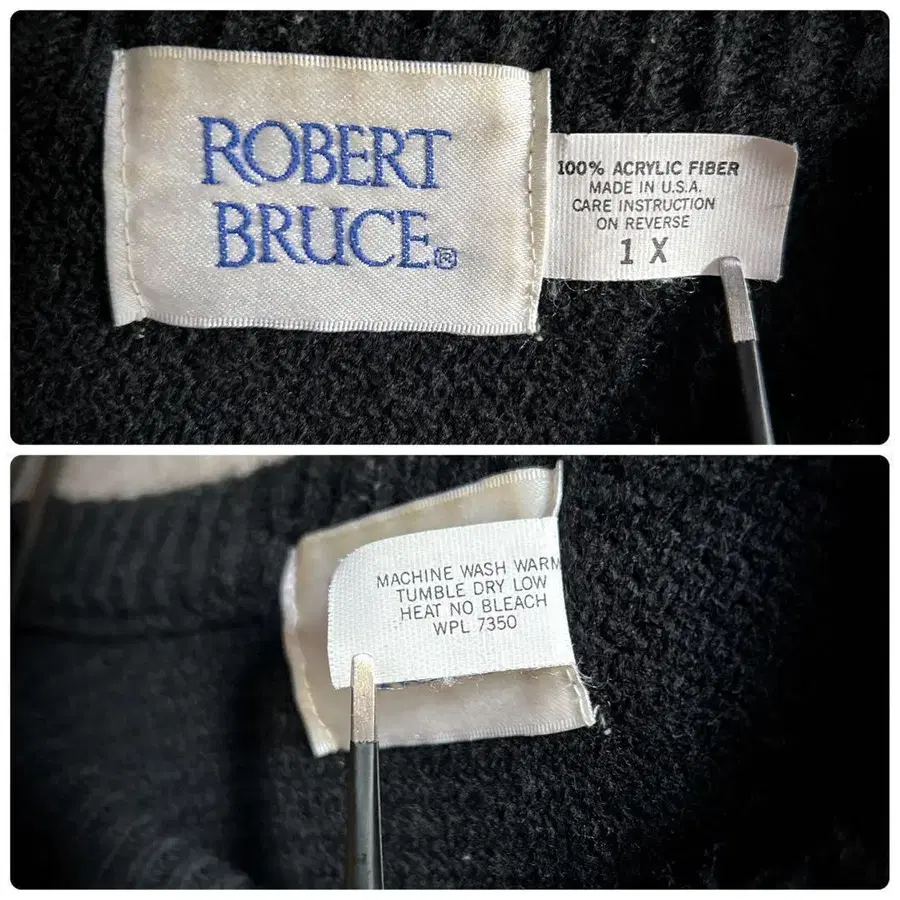 ROBERT
BRUCE®
100% ACRYLIC FIBER
MADE IN U.S.A.
CARE INSTRUCTION
ON REVERSE
1 X
MACHINE WASH WARM
TUMBLE DRY LOW
HEAT NO BLEACH
WPL 7350